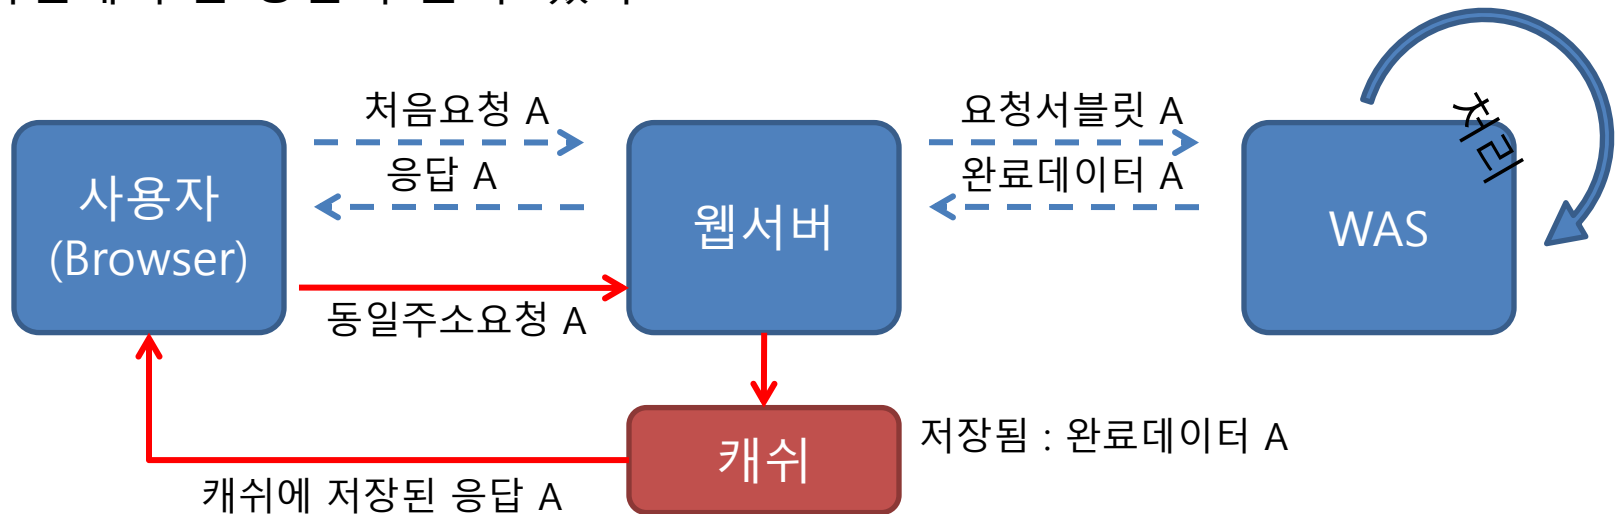 처음요청 A
요청서블릿 A
처리
응답 A
완료데이터 A
사용자
(Browser)
웹서버
WAS
동일주소요청 A
캐쉬
저장됨 : 완료데이터 A
캐쉬에 저장된 응답 A